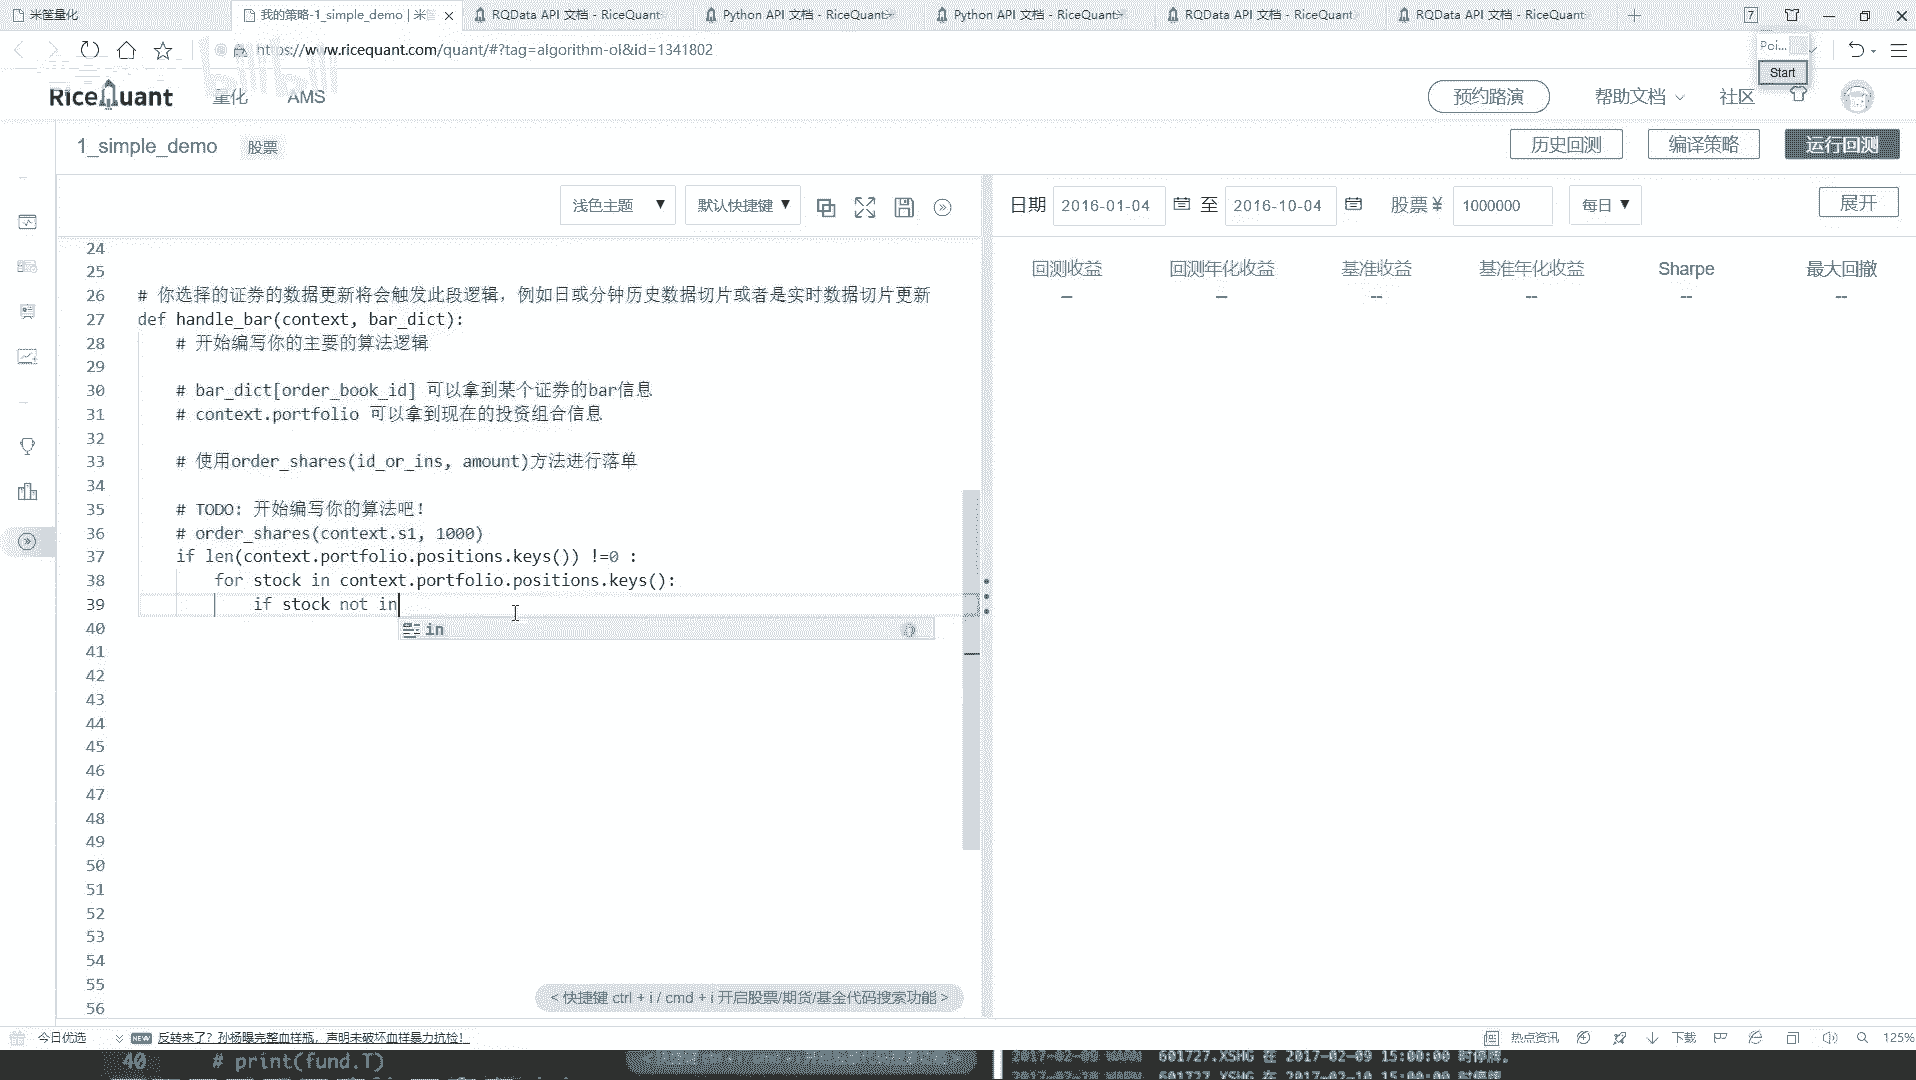 米筐量化
我的策略-1_simple_demo | 米筐
RQData API 文档 - RiceQuant
Python API 文档 - RiceQuant
Python API 文档 - RiceQuant
RQData API 文档 - RiceQuant
RQData API 文档 - RiceQuant
7
https://www.ricequant.com/quant/#?tag=algorithm-ol&id=1341802
Poi...
Start
RiceQuant
量化
AMS
预约路演
帮助文档
社区
1_simple_demo
股票
历史回测
编译策略
运行回测
浅色主题
默认快捷键
日期
2016-01-04
至
2016-10-04
股票 ¥
1000000
每日
展开
回测收益
回测年化收益
基准收益
基准年化收益
Sharpe
最大回撤
--
--
--
--
--
--
24
25
26 # 你选择的证券的数据更新将会触发此段逻辑，例如日或分钟历史数据切片或者是实时数据切片更新
27 def handle_bar(context, bar_dict):
28 # 开始编写你的主要的算法逻辑
29
30 # bar_dict[order_book_id] 可以拿到某个证券的bar信息
31 # context.portfolio 可以拿到现在的投资组合信息
32
33 # 使用order_shares(id_or_ins, amount)方法进行落单
34
35 # TODO: 开始编写你的算法吧！
36 # order_shares(context.s1, 1000)
37 if len(context.portfolio.positions.keys()) !=0 :
38 for stock in context.portfolio.positions.keys():
39 if stock not in
in
40
41
42
43
44
45
46
47
48
49
50
51
52
53
54
55
56
< 快捷键 ctrl + i / cmd + i 开启股票/期货/基金代码搜索功能 >
今日优选
NEW
反转来了？孙杨曝完整血样瓶，声明未破坏血样暴力抗检！
热点资讯
下载
125%
40 # print(fund.T)
601727.XSHG 在 2017-02-09 15:00:00 时停牌。